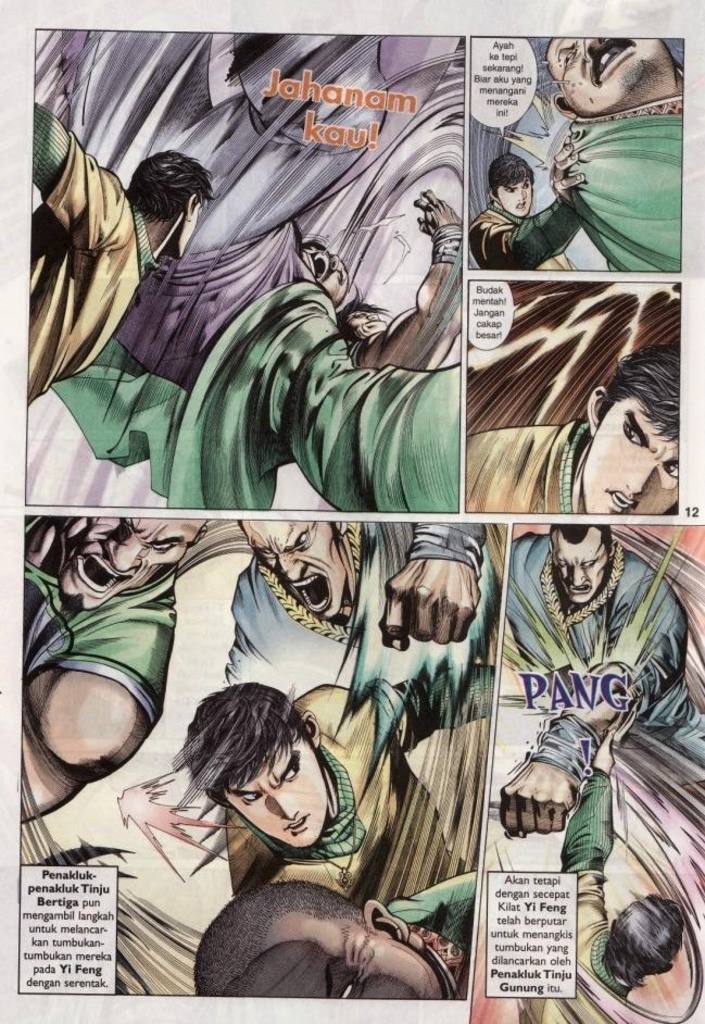 Jahanam
kau!
Ayah
ke tepi
sekarang!
Biar aku yang
menangani
mereka
ini!
Budak
mentah!
Jangan
cakap
besar!
12
Penakluk-
penakluk Tinju
Bertiga pun
mengambil langkah
untuk melancar-
kan tumbukan-
tumbukan mereka
pada Yi Feng
dengan serentak.
PANG
!
Akan tetapi
dengan secepat
Kilat Yi Feng
telah berputar
untuk menangkis
tumbukan yang
dilancarkan oleh
Penakluk Tinju
Gunung itu.